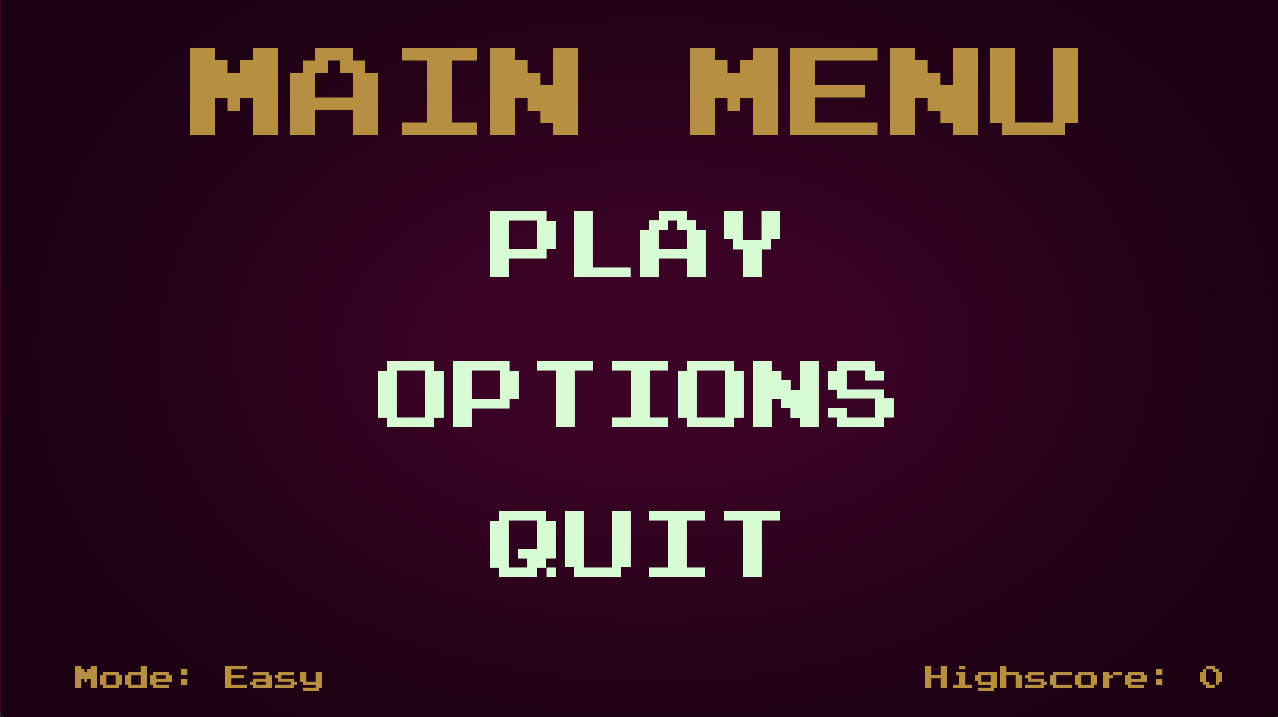 MAIN MENU
PLAY
OPTIONS
QUIT
Mode: Easy
Highscore: 0